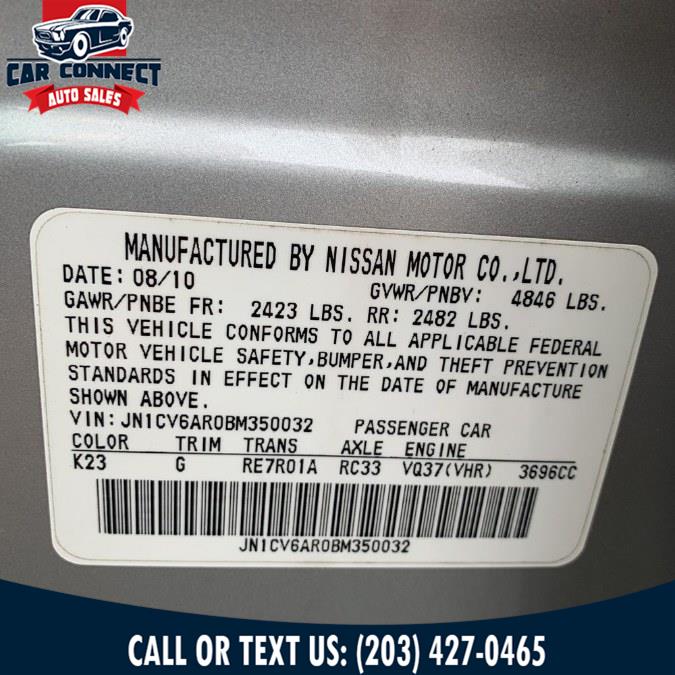 CAR CONNECT
AUTO SALES
MANUFACTURED BY NISSAN MOTOR CO.,LTD.
DATE: 08/10 GVWR/PNBV: 4846 LBS.
GAWR/PNBE FR: 2423 LBS. RR: 2482 LBS.
THIS VEHICLE CONFORMS TO ALL APPLICABLE FEDERAL
MOTOR VEHICLE SAFETY,BUMPER,AND THEFT PREVENTION
STANDARDS IN EFFECT ON THE DATE OF MANUFACTURE
SHOWN ABOVE.
VIN: JN1CV6AR0BM350032 PASSENGER CAR
COLOR TRIM TRANS AXLE ENGINE
K23 G RE7R01A RC33 VQ37(VHR) 3696CC
JN1CV6AR0BM350032
CALL OR TEXT US: (203) 427-0465